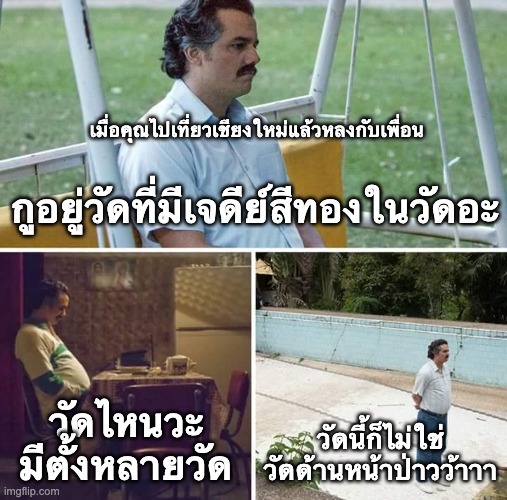 เมื่อคุณไปเที่ยวเชียงใหม่แล้วหลงกับเพื่อน
กูอยู่วัดที่มีเจดีย์สีทองในวัดอะ
วัดไหนวะ
มีตั้งหลายวัด
วัดนี้ก็ไม่ใช่
วัดด้านหน้าป่าวว้าาา
imgflip.com